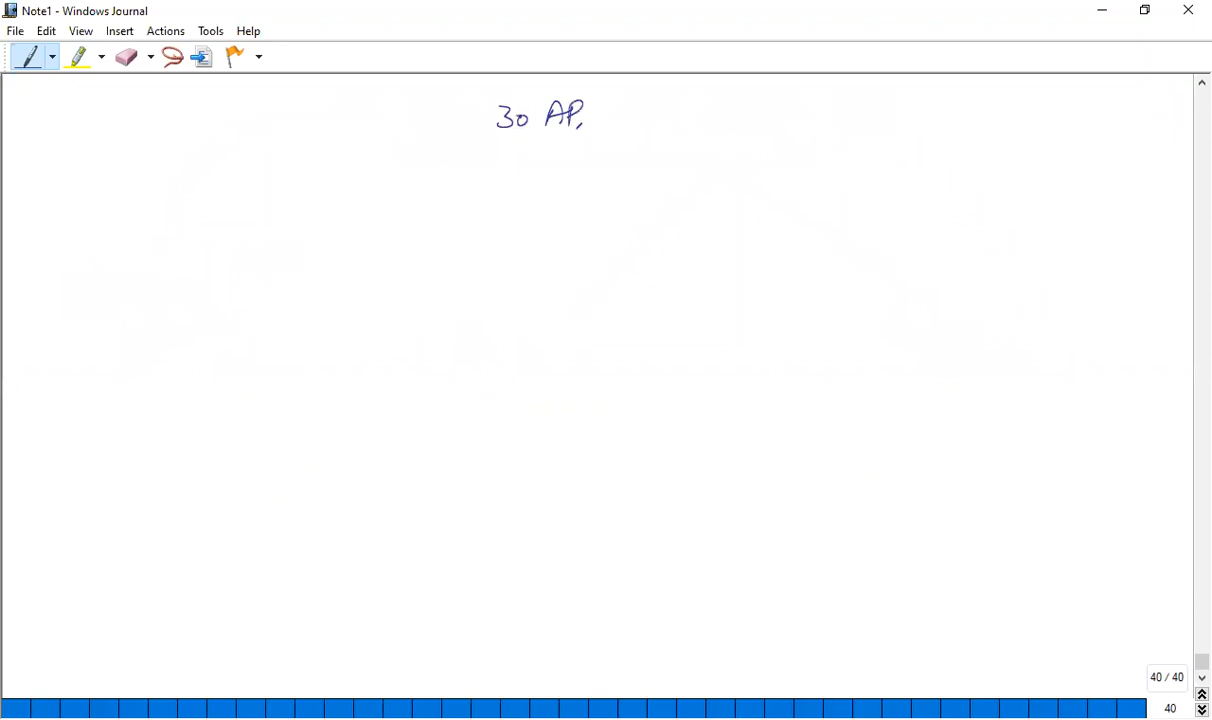 Note1 - Windows Journal
File Edit View Insert Actions Tools Help
30 AP.
40 / 40
40